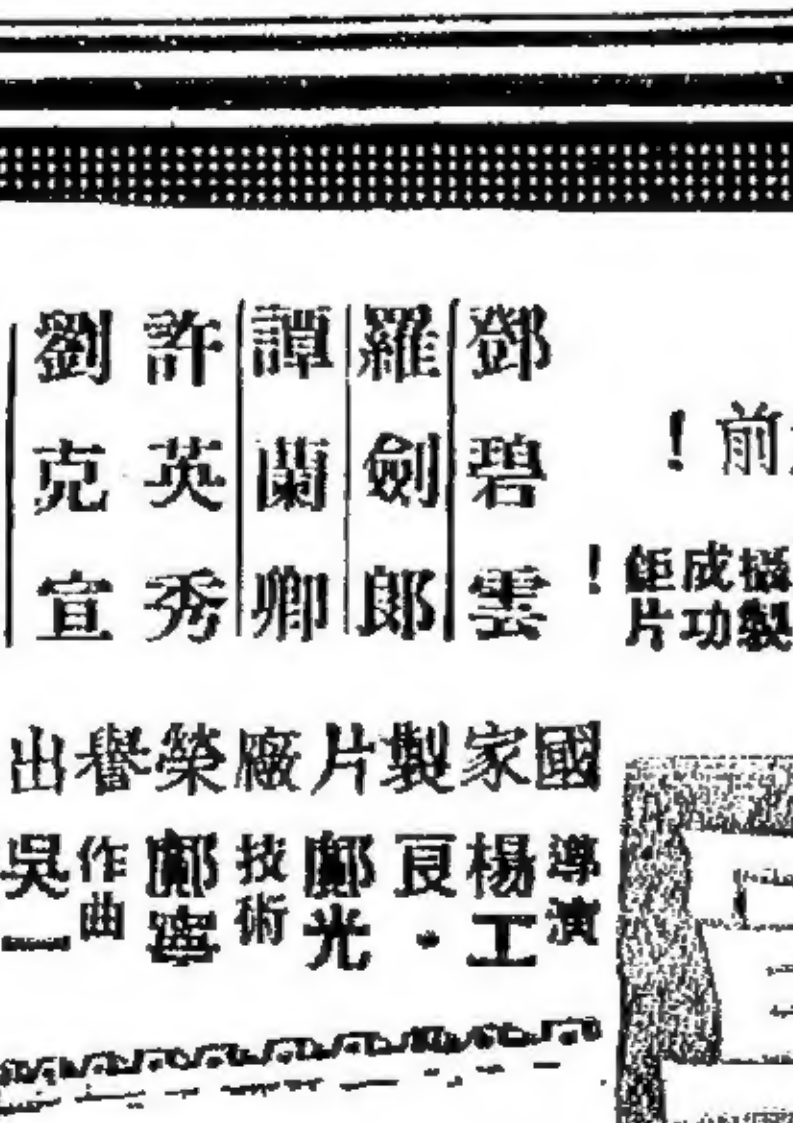 前!
攝製成功鉅片!
鄧碧雲
羅劍郎
譚蘭卿
許英秀
劉克宣
國家製片廠榮譽出
導演 楊工良·鄺光 技術 鄺寧 作曲 吳一